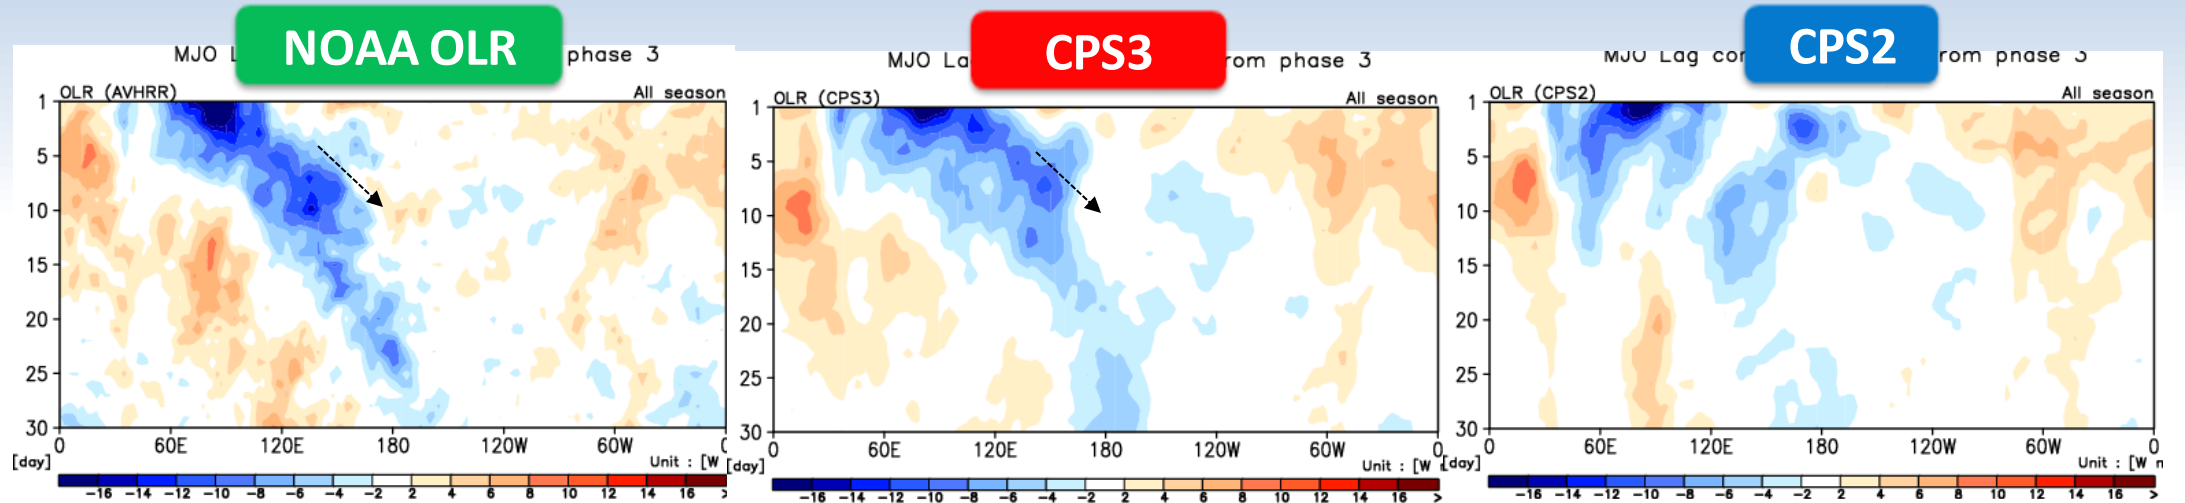 NOAA OLR
MJO L phase 3
OLR (AVHRR) All season
1
5
10
15
20
25
30
0 60E 120E 180 120W 60W 0
[day] Unit : [W
-16 -14 -12 -10 -8 -6 -4 -2 2 4 6 8 10 12 14 16 >
CPS3
MJO La rom phase 3
OLR (CPS3) All season
1
5
10
15
20
25
30
0 60E 120E 180 120W 60W 0
[day] Unit : [W
-16 -14 -12 -10 -8 -6 -4 -2 2 4 6 8 10 12 14 16 >
CPS2
MJO Lag co rom phase 3
OLR (CPS2) All season
1
5
10
15
20
25
30
0 60E 120E 180 120W 60W 0
[day] Unit : [W m
-16 -14 -12 -10 -8 -6 -4 -2 2 4 6 8 10 12 14 16 >